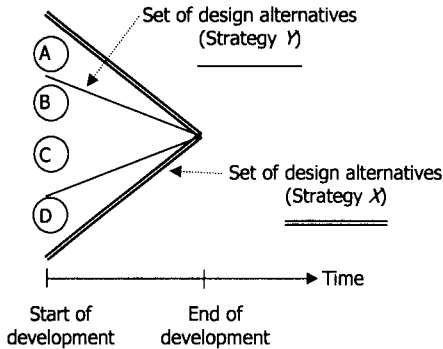 Set of design alternatives
(Strategy Y)
A
B
C
D
Set of design alternatives
(Strategy X)
Time
Start of
development
End of
development